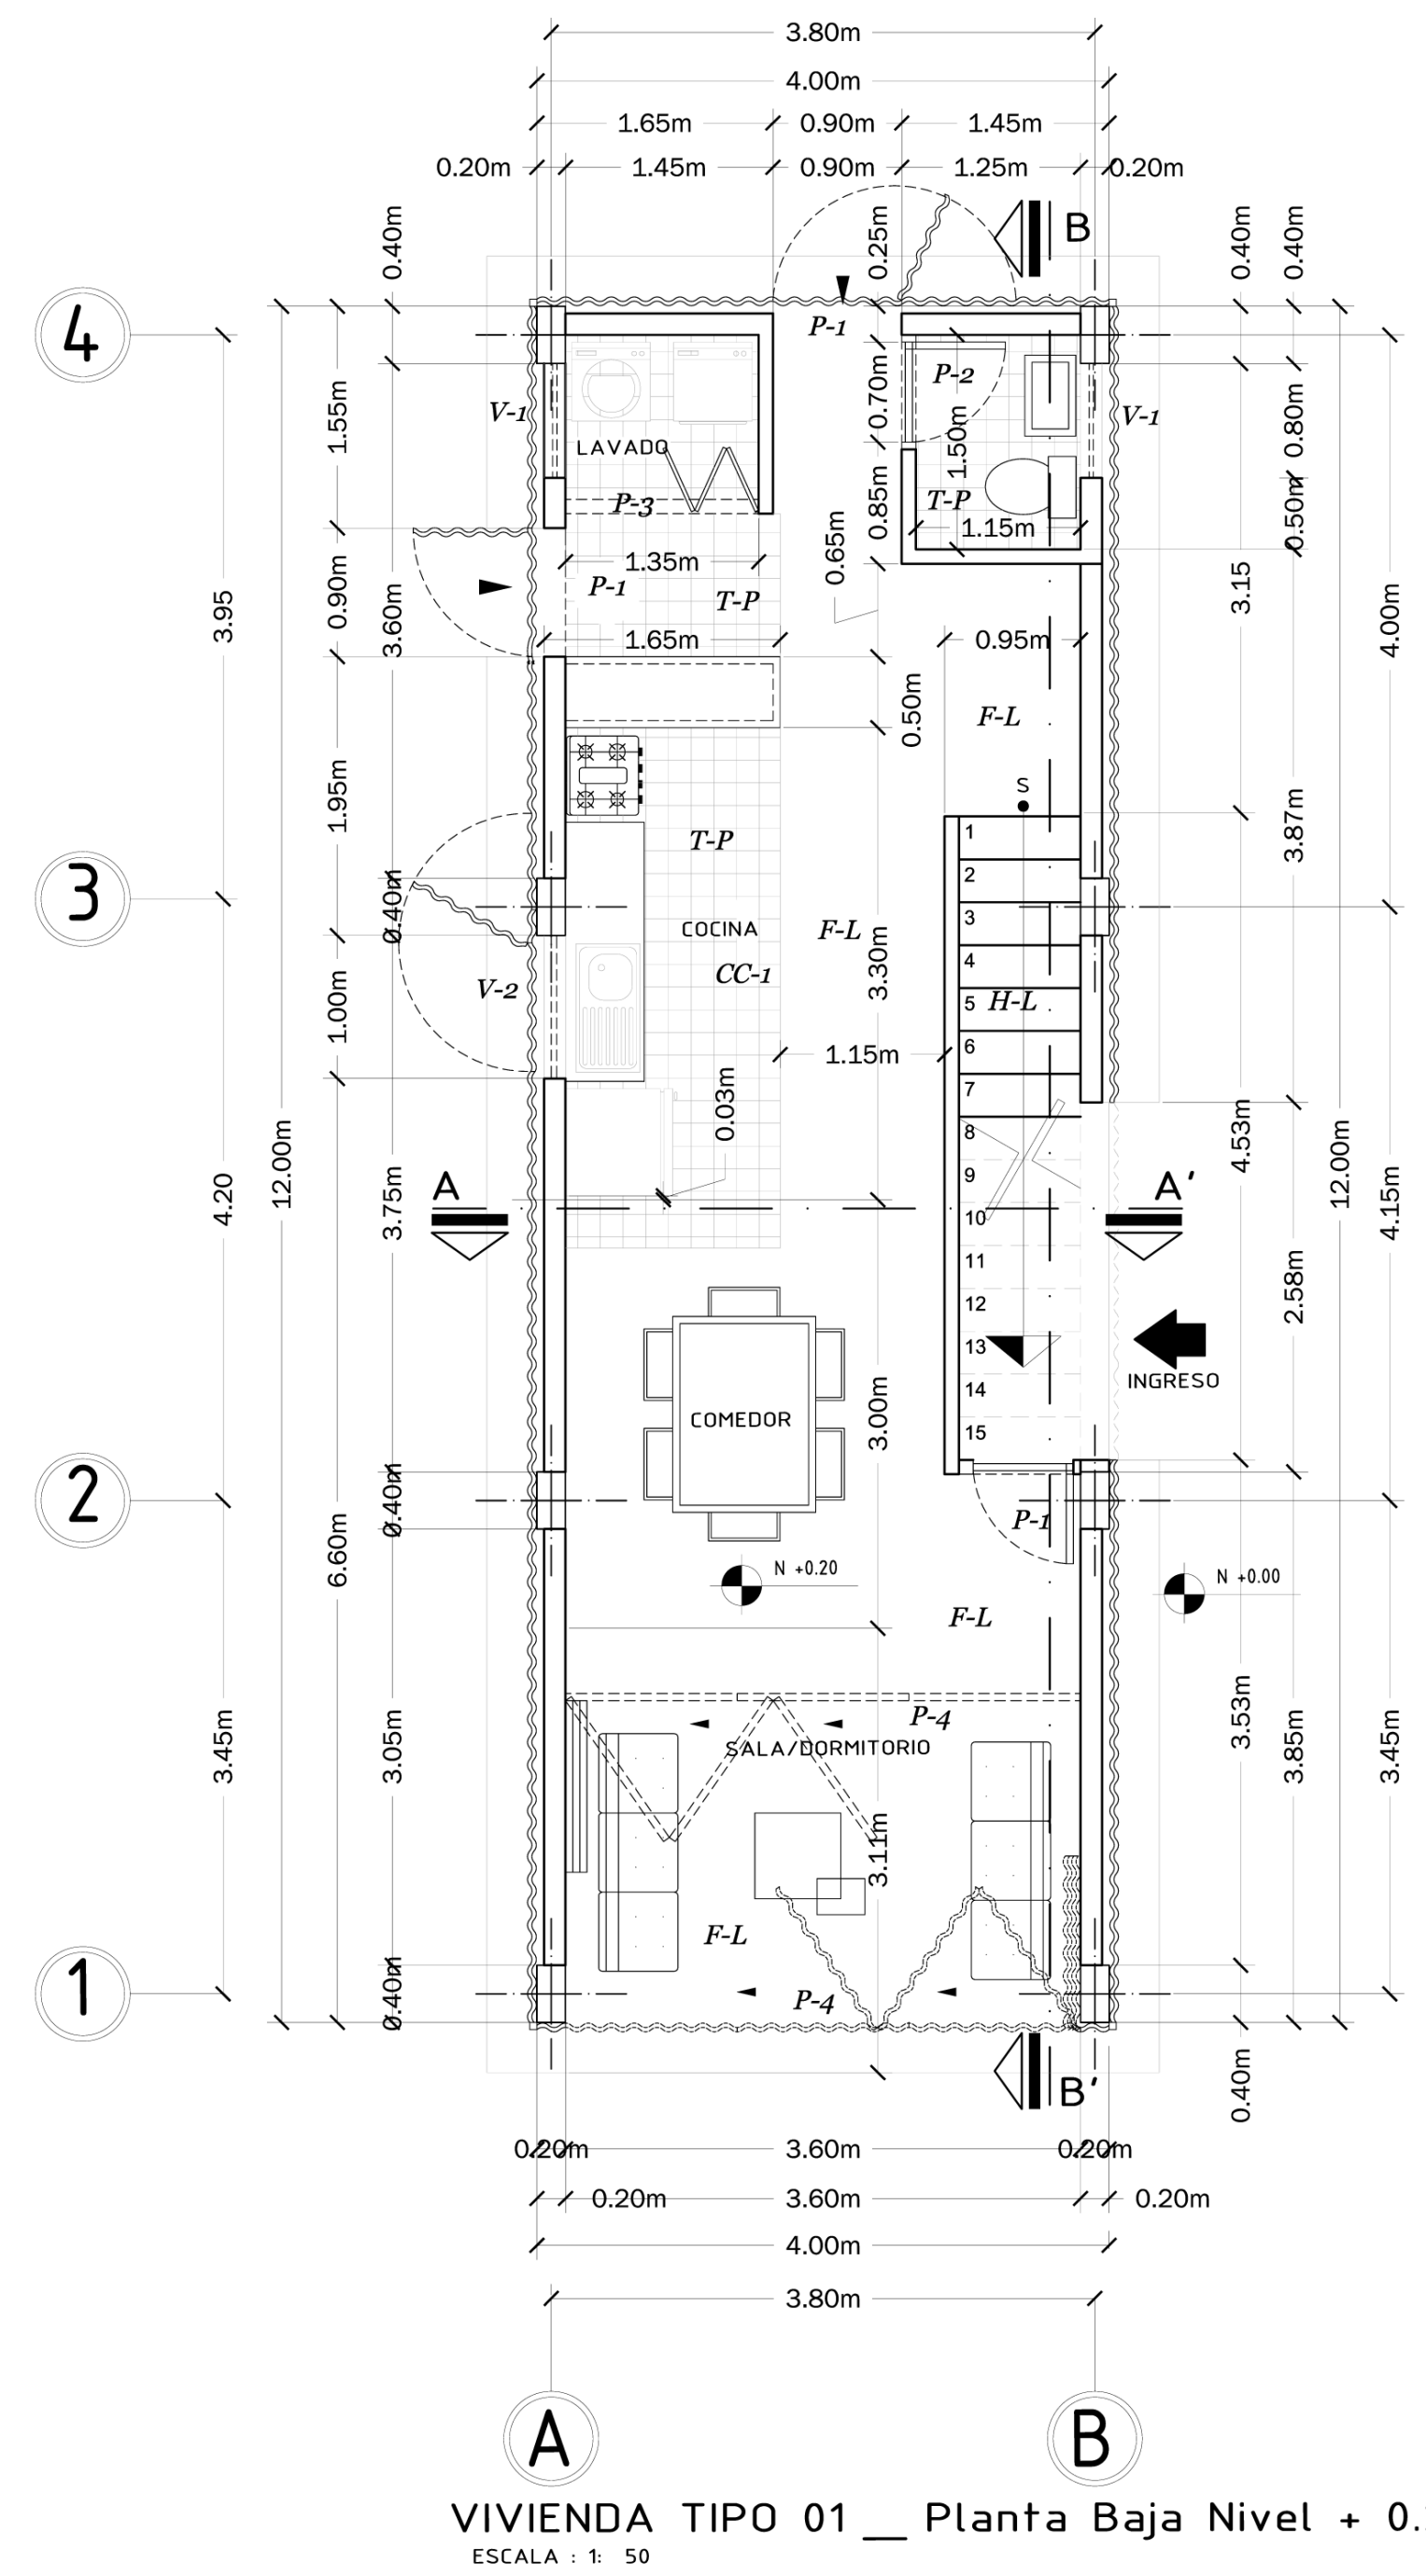 3.80m
4.00m
1.65m 0.90m 1.45m
0.20m 1.45m 0.90m 1.25m 0.20m
0.40m 0.25m 0.40m 0.40m
B
4
P-1
P-2
1.55m 0.70m 0.80m
V-1 V-1
LAVADO 1.50m
P-3 T-P 0.85m 0.50m
1.15m
0.65m
1.35m
P-1 T-P
3.95 0.90m 3.60m 3.15 4.00m
1.65m 0.95m
0.50m F-L
S
1.95m 3.87m
1
T-P
2
3
0.40m
3
COCINA F-L 3.30m
4
CC-1
V-2 5 H-L
1.00m
6
1.15m
7
0.03m
8
4.53m
9
A A'
4.20 12.00m 3.75m 12.00m 4.15m
10
11
12
2.58m
13
INGRESO
14
COMEDOR 3.00m
15
2
0.40m
P-1
6.60m
N +0.20 N +0.00
F-L
P-4
3.45m 3.05m 3.53m 3.85m 3.45m
SALA/DORMITORIO
3.11m
F-L
1
0.40m
P-4
B'
0.40m
0.20m 3.60m 0.20m
0.20m 3.60m 0.20m
4.00m
3.80m
A B
VIVIENDA TIPO 01 __ Planta Baja Nivel + 0.
ESCALA : 1: 50